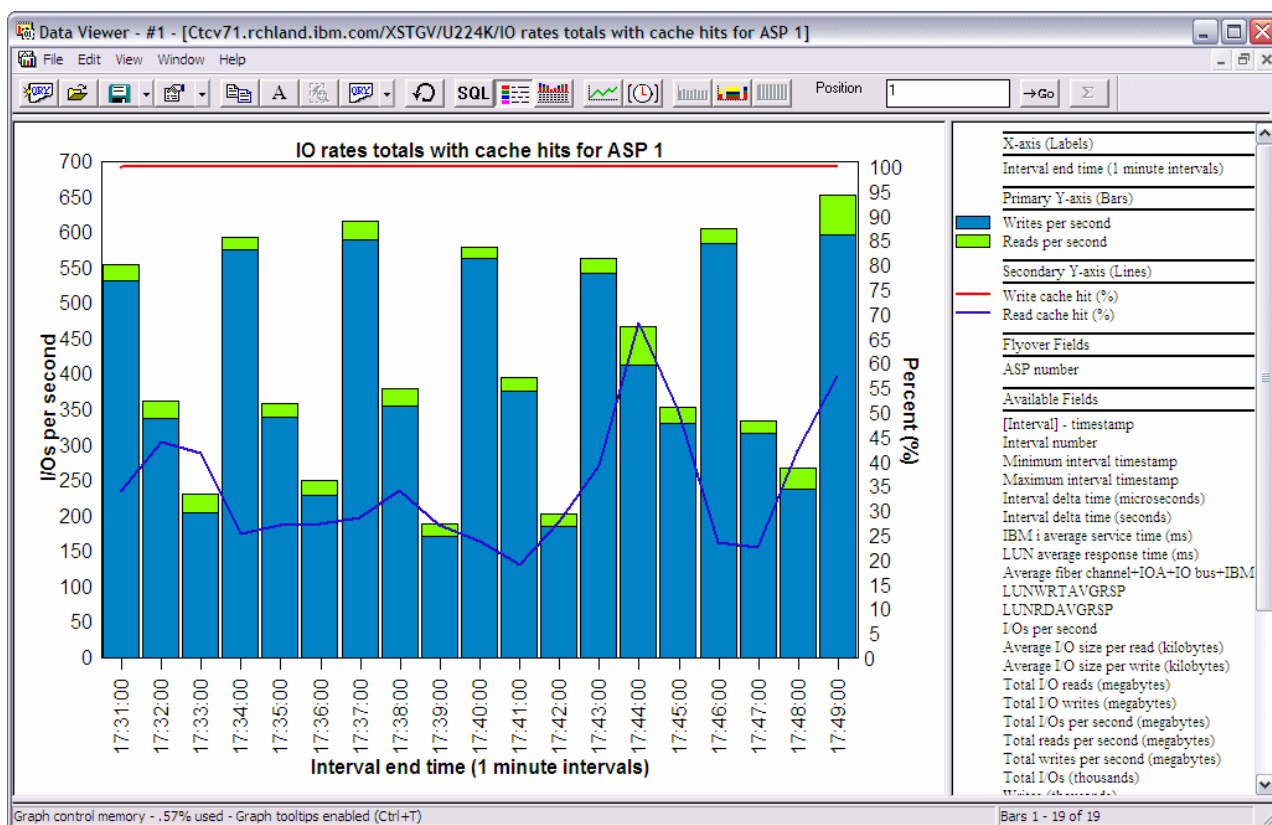 Data Viewer - #1 - [Ctcv71.rchland.ibm.com/XSTGV/U224K/IO rates totals with cache hits for ASP 1]
File Edit View Window Help
QRY A QRY SQL Position 1 →Go Σ
IO rates totals with cache hits for ASP 1
I/Os per second
700
650
600
550
500
450
400
350
300
250
200
150
100
50
0
100
95
90
85
80
75
70
65
60
55
50
45
40
35
30
25
20
15
10
5
0
Percent (%)
17:31:00 17:32:00 17:33:00 17:34:00 17:35:00 17:36:00 17:37:00 17:38:00 17:39:00 17:40:00 17:41:00 17:42:00 17:43:00 17:44:00 17:45:00 17:46:00 17:47:00 17:48:00 17:49:00
Interval end time (1 minute intervals)
X-axis (Labels)
Interval end time (1 minute intervals)
Primary Y-axis (Bars)
Writes per second
Reads per second
Secondary Y-axis (Lines)
Write cache hit (%)
Read cache hit (%)
Flyover Fields
ASP number
Available Fields
[Interval] - timestamp
Interval number
Minimum interval timestamp
Maximum interval timestamp
Interval delta time (microseconds)
Interval delta time (seconds)
IBM i average service time (ms)
LUN average response time (ms)
Average fiber channel+IOA+IO bus+IBM
LUNWRTAVGRSP
LUNRDAVGRSP
I/Os per second
Average I/O size per read (kilobytes)
Average I/O size per write (kilobytes)
Total I/O reads (megabytes)
Total I/O writes (megabytes)
Total I/Os per second (megabytes)
Total reads per second (megabytes)
Total writes per second (megabytes)
Total I/Os (thousands)
Writes (thousands)
Graph control memory - .57% used - Graph tooltips enabled (Ctrl+T)
Bars 1 - 19 of 19